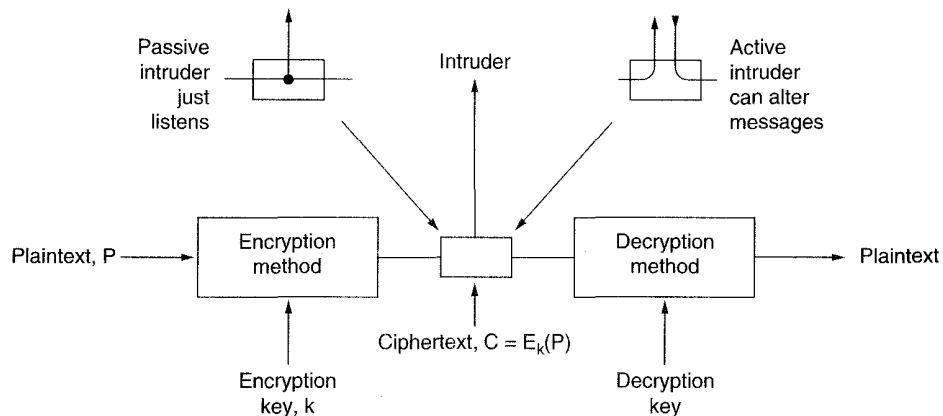 Passive
intruder
just
listens
Intruder
Active
intruder
can alter
messages
Plaintext, P
Encryption
method
Decryption
method
Plaintext
Ciphertext, C = Eₖ(P)
Encryption
key, k
Decryption
key